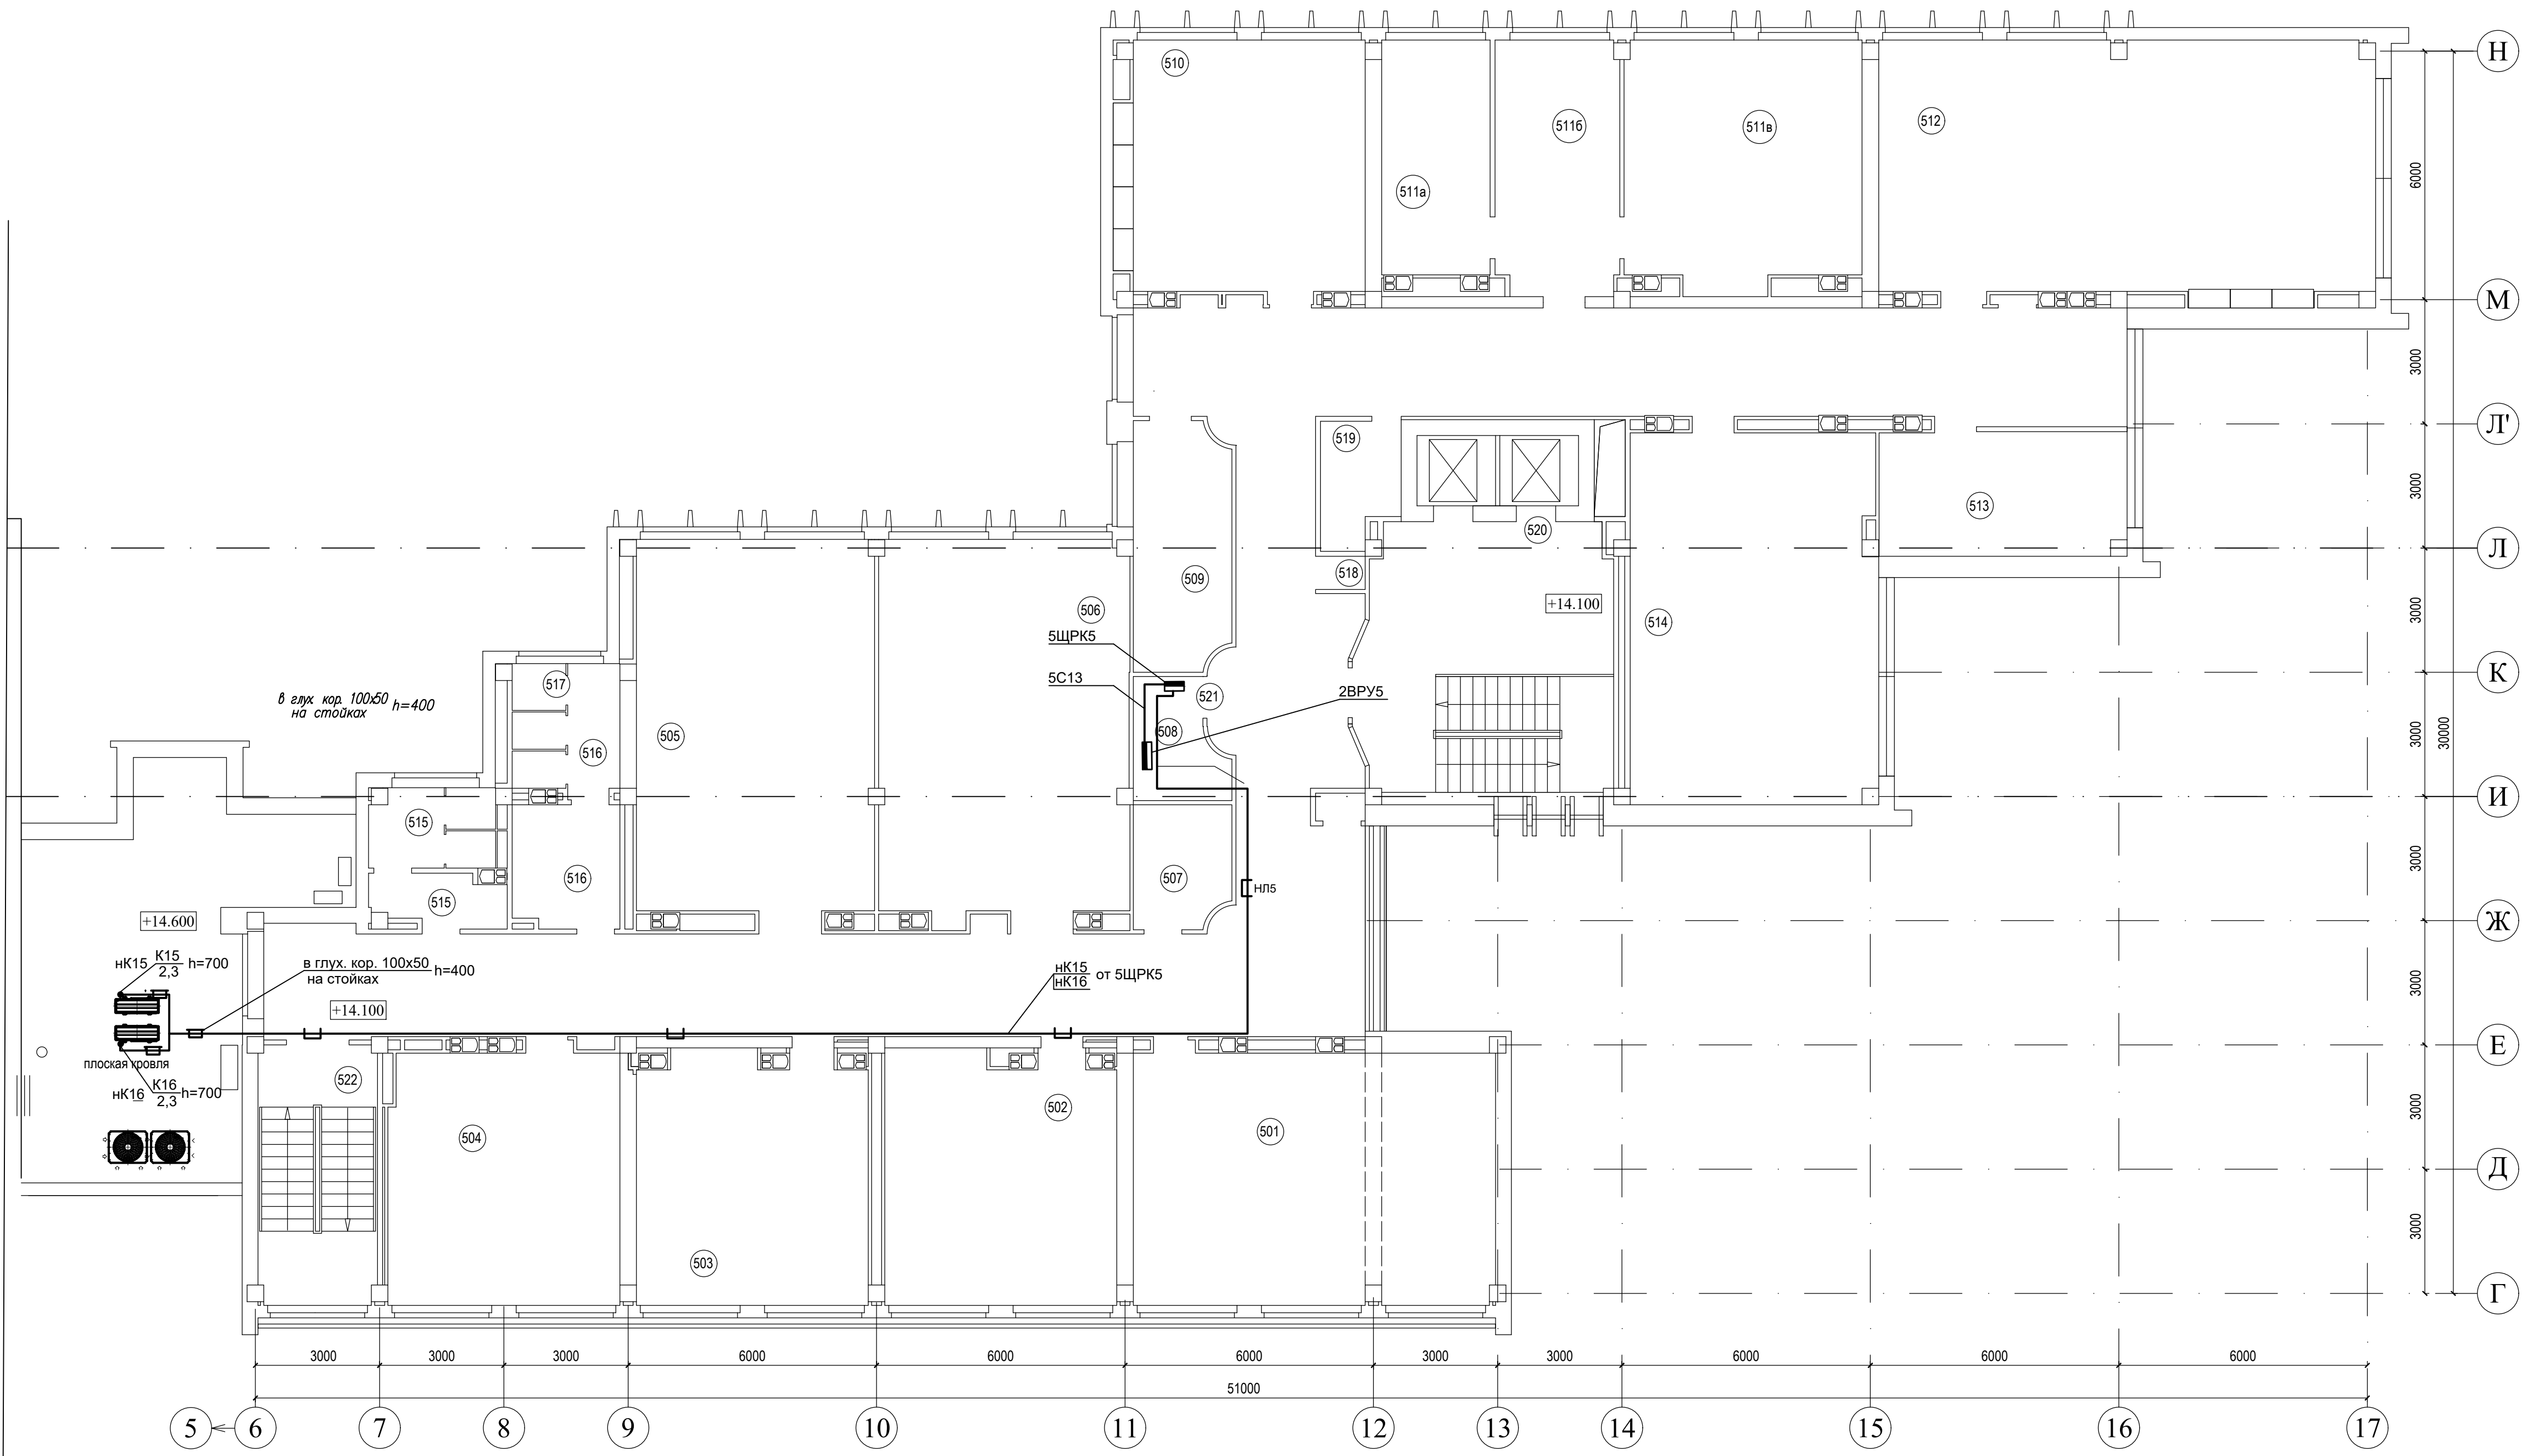 Н
510
511б
511в
512
6000
511а
М
3000
519
Л'
513
3000
520
Л
509
518
506
+14.100
514
3000
5ЩРК5
5С13
521
2ВРУ5
К
517
в глух. кор. 100х50
на стойках
h=400
508
505
516
3000
30000
И
515
516
507
НЛ5
3000
515
+14.600
Ж
нК15
К15
2,3
h=700
в глух. кор. 100х50
на стойках
h=400
нК15
нК16
от 5ЩРК5
3000
+14.100
Е
плоская кровля
нК16
К16
2,3
h=700
522
502
501
504
3000
Д
503
3000
Г
3000
3000
3000
6000
6000
6000
3000
3000
6000
6000
6000
51000
5
6
7
8
9
10
11
12
13
14
15
16
17